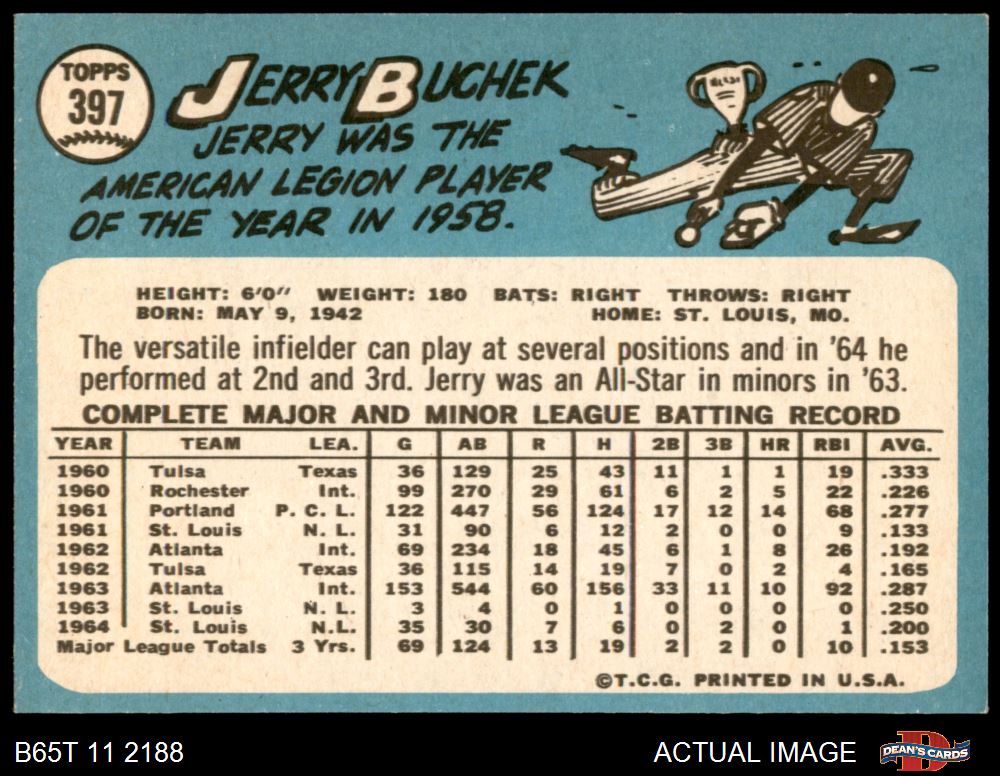 TOPPS
397
JERRY BUCHEK
JERRY WAS THE
AMERICAN LEGION PLAYER
OF THE YEAR IN 1958.
HEIGHT: 6'0" WEIGHT: 180 BATS: RIGHT THROWS: RIGHT
BORN: MAY 9, 1942 HOME: ST. LOUIS, MO.
The versatile infielder can play at several positions and in '64 he
performed at 2nd and 3rd. Jerry was an All-Star in minors in '63.
COMPLETE MAJOR AND MINOR LEAGUE BATTING RECORD
YEAR TEAM LEA. G AB R H 2B 3B HR RBI AVG.
1960 Tulsa Texas 36 129 25 43 11 1 1 19 .333
1960 Rochester Int. 99 270 29 61 6 2 5 22 .226
1961 Portland P. C. L. 122 447 56 124 17 12 14 68 .277
1961 St. Louis N. L. 31 90 6 12 2 0 0 9 .133
1962 Atlanta Int. 69 234 18 45 6 1 8 26 .192
1962 Tulsa Texas 36 115 14 19 7 0 2 4 .165
1963 Atlanta Int. 153 544 60 156 33 11 10 92 .287
1963 St. Louis N. L. 3 4 0 1 0 0 0 0 .250
1964 St. Louis N.L. 35 30 7 6 0 2 0 1 .200
Major League Totals 3 Yrs. 69 124 13 19 2 2 0 10 .153
©T.C.G. PRINTED IN U.S.A.
B65T 11 2188
ACTUAL IMAGE
DEAN'S CARDS